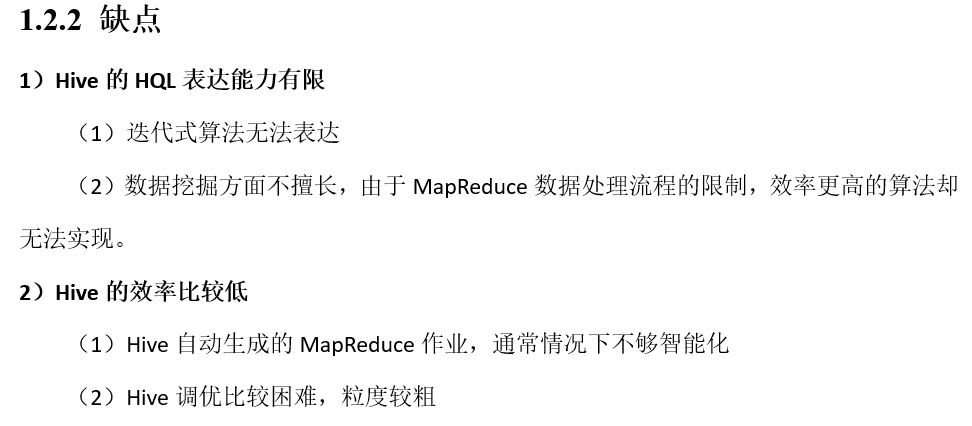 1.2.2 缺点
1）Hive 的 HQL 表达能力有限
（1）迭代式算法无法表达
（2）数据挖掘方面不擅长，由于 MapReduce 数据处理流程的限制，效率更高的算法却
无法实现。
2）Hive 的效率比较低
（1）Hive 自动生成的 MapReduce 作业，通常情况下不够智能化
（2）Hive 调优比较困难，粒度较粗